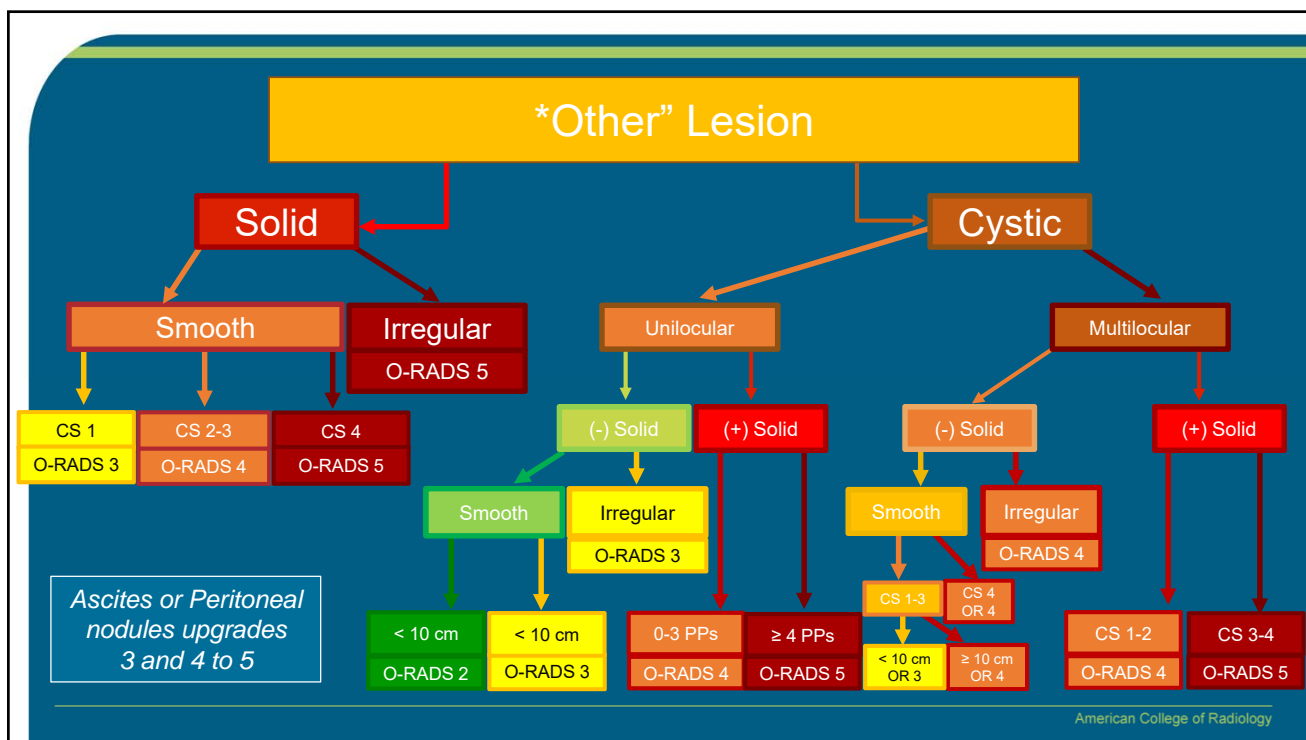 *Other” Lesion
Solid
Cystic
Smooth
Irregular
O-RADS 5
Unilocular
Multilocular
CS 1
O-RADS 3
CS 2-3
O-RADS 4
CS 4
O-RADS 5
(-) Solid
(+) Solid
(-) Solid
(+) Solid
Smooth
Irregular
O-RADS 3
Smooth
Irregular
O-RADS 4
CS 1-3
CS 4
OR 4
Ascites or Peritoneal
nodules upgrades
3 and 4 to 5
< 10 cm
O-RADS 2
< 10 cm
O-RADS 3
0-3 PPs
O-RADS 4
≥ 4 PPs
O-RADS 5
< 10 cm
OR 3
≥ 10 cm
OR 4
CS 1-2
O-RADS 4
CS 3-4
O-RADS 5
American College of Radiology